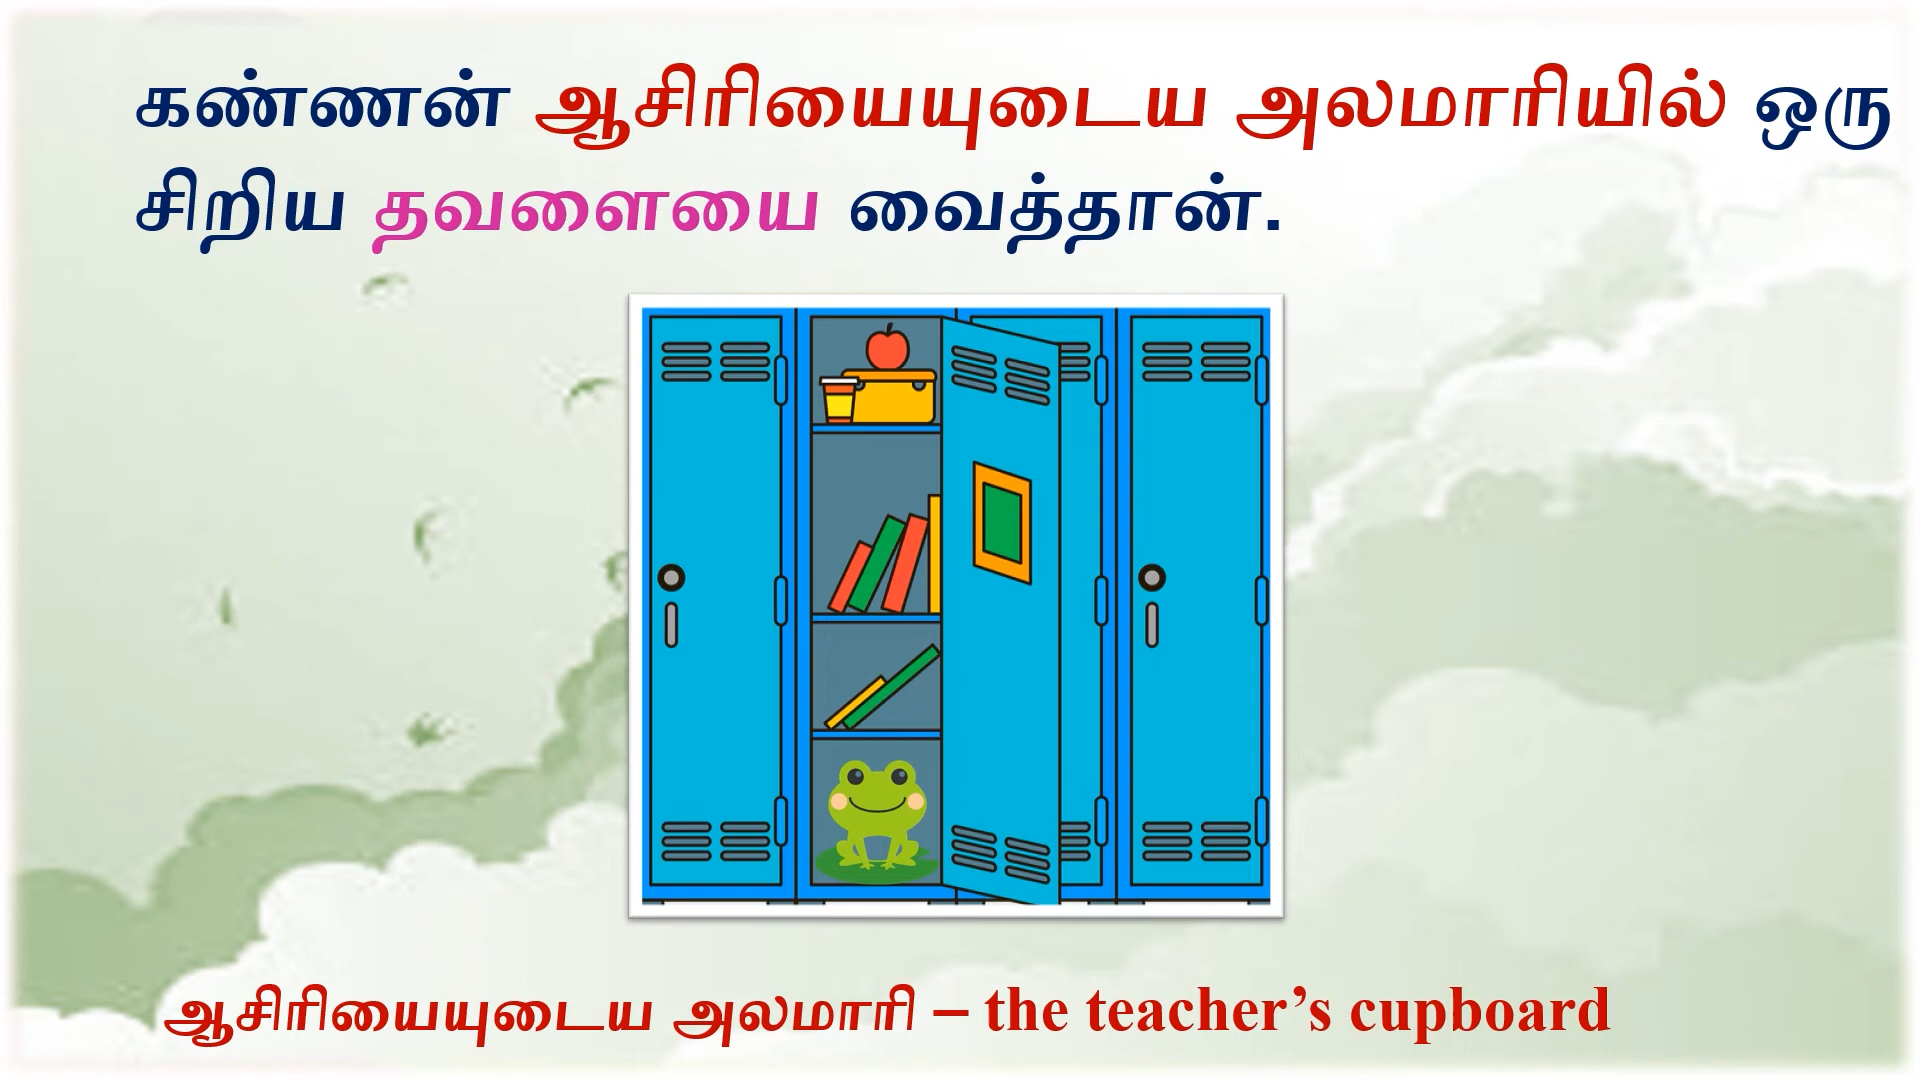 கண்ணன் ஆசிரியையுடைய அலமாரியில் ஒரு
சிறிய தவளையை வைத்தான்.
ஆசிரியையுடைய அலமாரி – the teacher’s cupboard